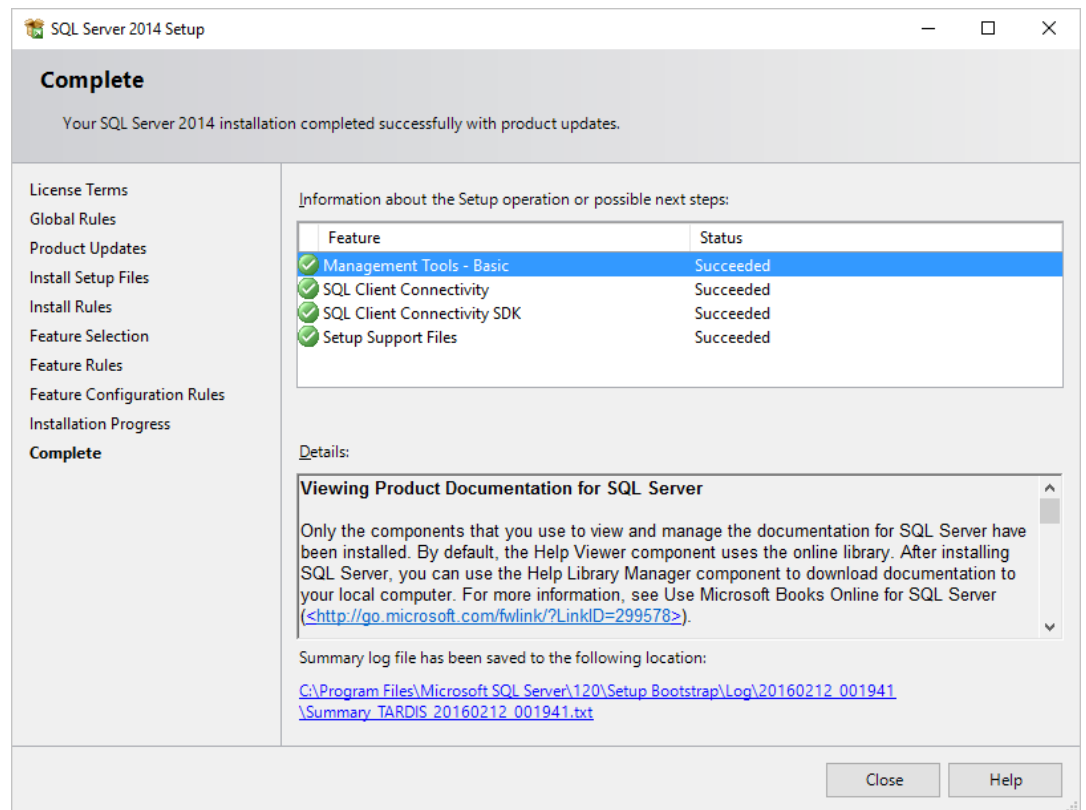 SQL Server 2014 Setup
Complete
Your SQL Server 2014 installation completed successfully with product updates.
License Terms
Global Rules
Product Updates
Install Setup Files
Install Rules
Feature Selection
Feature Rules
Feature Configuration Rules
Installation Progress
Complete
Information about the Setup operation or possible next steps:
Feature Status
Management Tools - Basic Succeeded
SQL Client Connectivity Succeeded
SQL Client Connectivity SDK Succeeded
Setup Support Files Succeeded
Details:
Viewing Product Documentation for SQL Server
Only the components that you use to view and manage the documentation for SQL Server have
been installed. By default, the Help Viewer component uses the online library. After installing
SQL Server, you can use the Help Library Manager component to download documentation to
your local computer. For more information, see Use Microsoft Books Online for SQL Server
(<http://go.microsoft.com/fwlink/?LinkID=299578>).
Summary log file has been saved to the following location:
C:\Program Files\Microsoft SQL Server\120\Setup Bootstrap\Log\20160212_001941
\Summary_TARDIS_20160212_001941.txt
Close Help